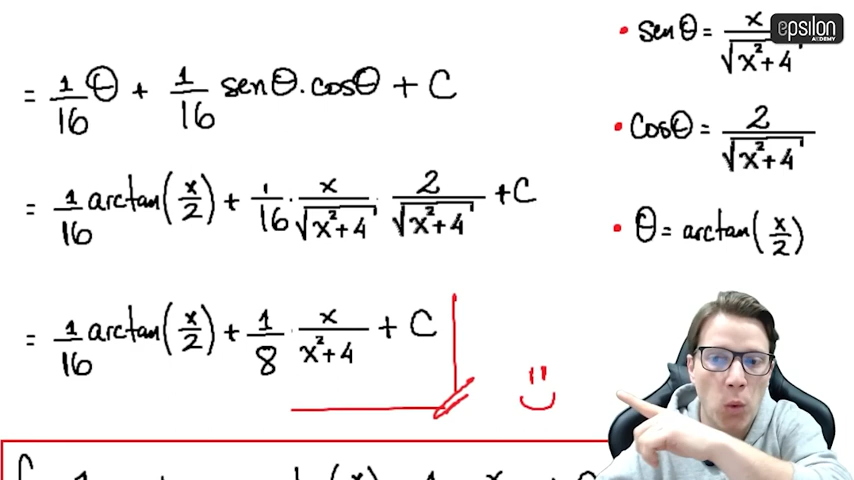 • senθ = x/√(x²+4)
epsilon
ACADEMY
= 1/16 θ + 1/16 senθ.cosθ + C
• cosθ = 2/√(x²+4)
= 1/16 arctan(x/2) + 1/16 · x/√(x²+4) · 2/√(x²+4) + C
• θ = arctan(x/2)
= 1/16 arctan(x/2) + 1/8 · x/(x²+4) + C